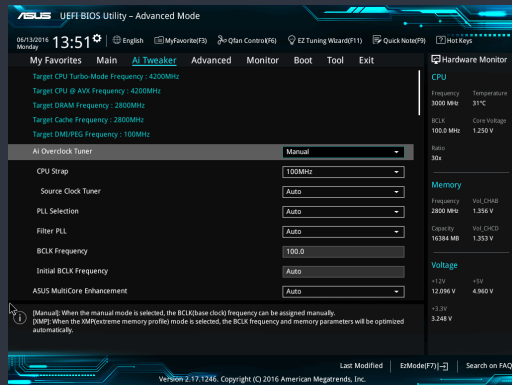 ASUS UEFI BIOS Utility – Advanced Mode
06/13/2016 Monday 13:51 English MyFavorite(F3) Qfan Control(F6) EZ Tuning Wizard(F11) Quick Note(F9) Hot Keys
My Favorites Main Ai Tweaker Advanced Monitor Boot Tool Exit
Target CPU Turbo-Mode Frequency : 4200MHz
Target CPU @ AVX Frequency : 4200MHz
Target DRAM Frequency : 2800MHz
Target Cache Frequency : 2800MHz
Target DMI/PEG Frequency : 100MHz
Ai Overclock Tuner Manual
CPU Strap 100MHz
Source Clock Tuner Auto
PLL Selection Auto
Filter PLL Auto
BCLK Frequency 100.0
Initial BCLK Frequency Auto
ASUS MultiCore Enhancement Auto
[Manual]: When the manual mode is selected, the BCLK(base clock) frequency can be assigned manually.
[XMP]: When the XMP(extreme memory profile) mode is selected, the BCLK frequency and memory parameters will be optimized
automatically.
Hardware Monitor
CPU
Frequency Temperature
3000 MHz 31°C
BCLK Core Voltage
100.0 MHz 1.250 V
Ratio
30x
Memory
Frequency Vol_CHAB
2800 MHz 1.356 V
Capacity Vol_CHCD
16384 MB 1.353 V
Voltage
+12V +5V
12.096 V 4.960 V
+3.3V
3.248 V
Last Modified EzMode(F7) Search on FAQ
Version 2.17.1246. Copyright (C) 2016 American Megatrends, Inc.